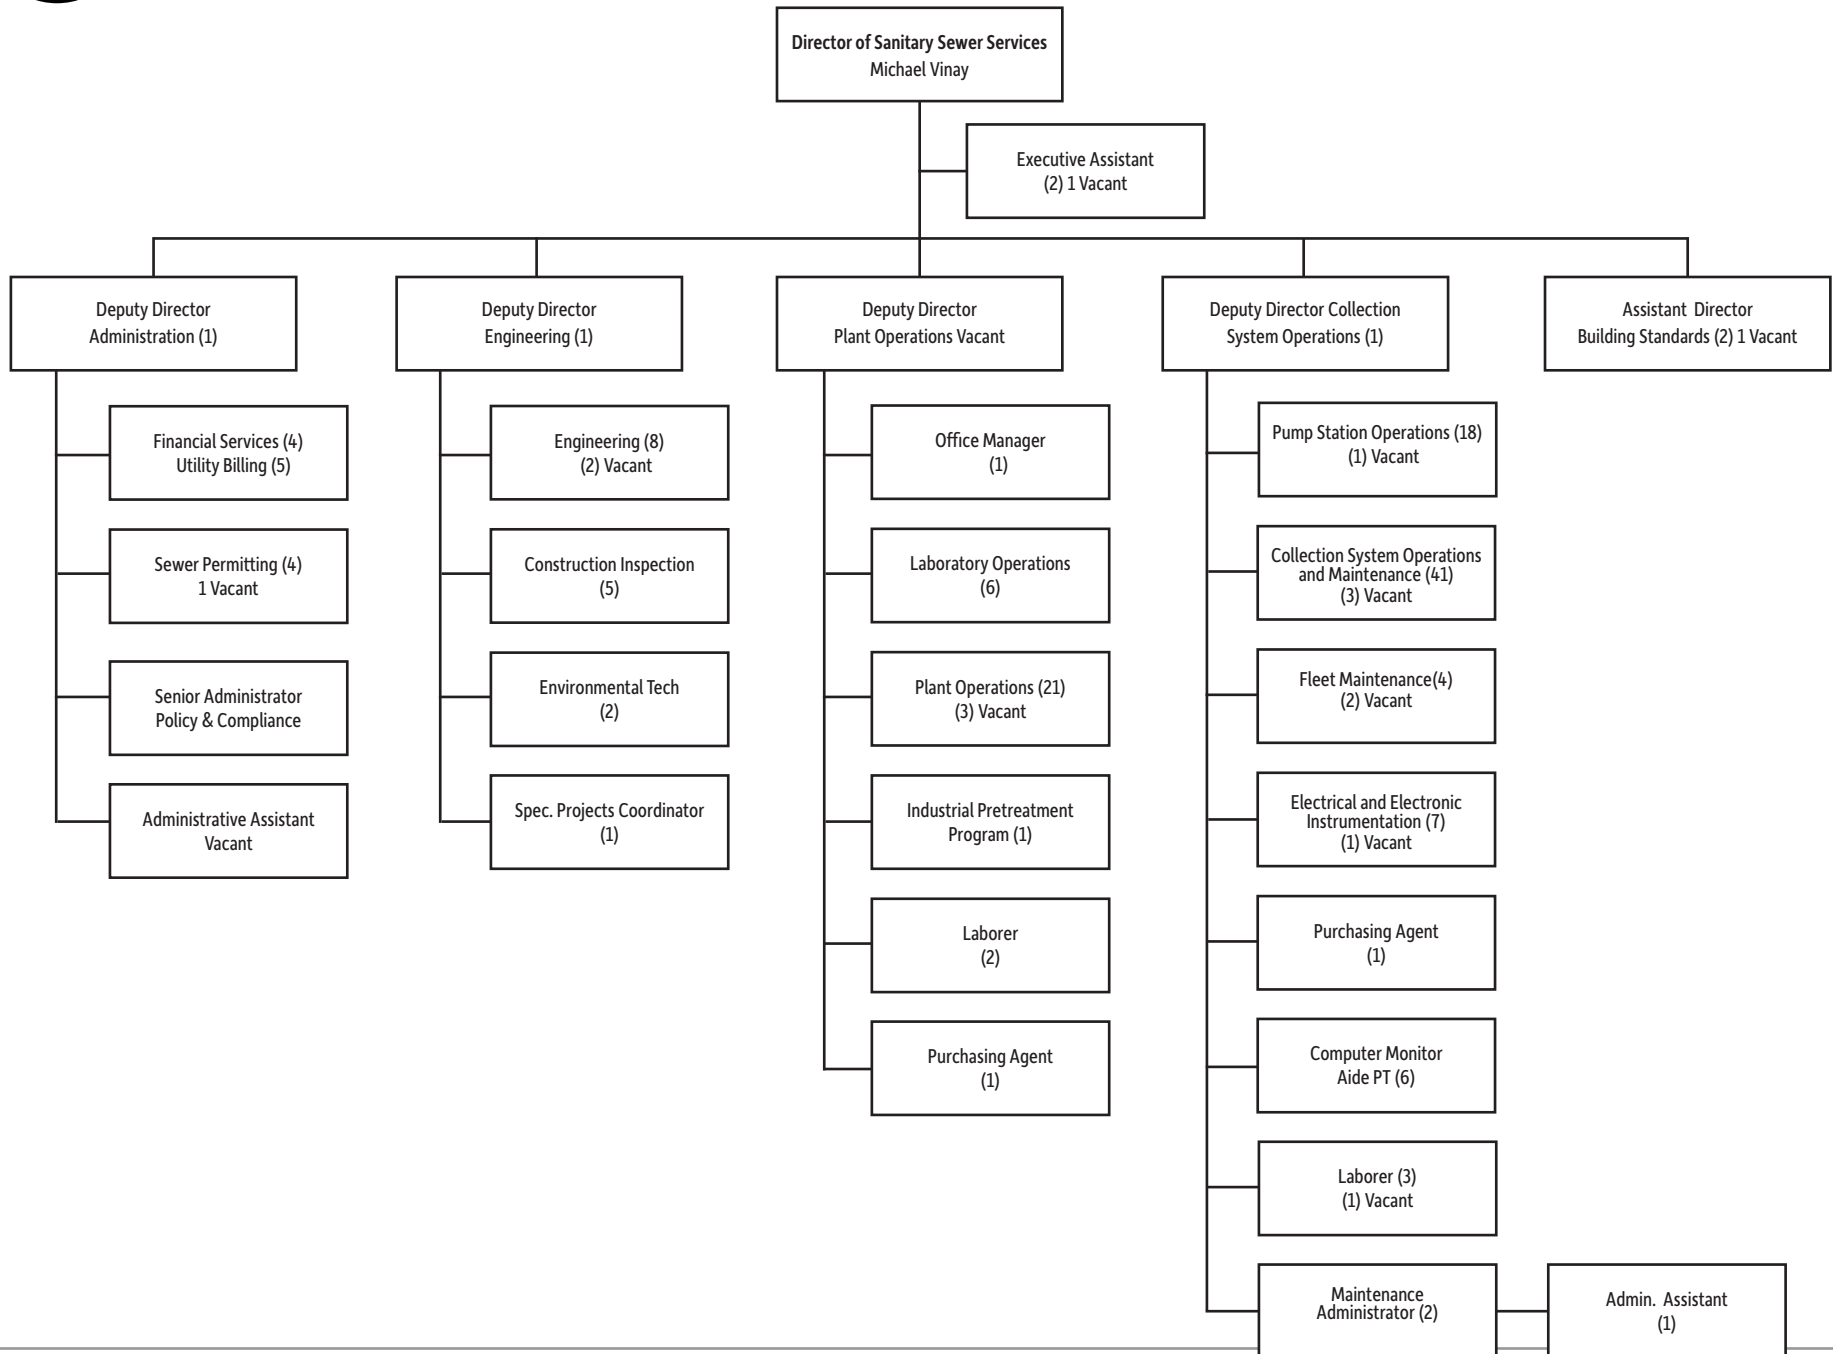 Director of Sanitary Sewer Services
Michael Vinay
Executive Assistant
(2) 1 Vacant
Deputy Director
Administration (1)
Deputy Director
Engineering (1)
Deputy Director
Plant Operations Vacant
Deputy Director Collection
System Operations (1)
Assistant Director
Building Standards (2) 1 Vacant
Financial Services (4)
Utility Billing (5)
Sewer Permitting (4)
1 Vacant
Senior Administrator
Policy & Compliance
Administrative Assistant
Vacant
Engineering (8)
(2) Vacant
Construction Inspection
(5)
Environmental Tech
(2)
Spec. Projects Coordinator
(1)
Office Manager
(1)
Laboratory Operations
(6)
Plant Operations (21)
(3) Vacant
Industrial Pretreatment
Program (1)
Laborer
(2)
Purchasing Agent
(1)
Pump Station Operations (18)
(1) Vacant
Collection System Operations
and Maintenance (41)
(3) Vacant
Fleet Maintenance(4)
(2) Vacant
Electrical and Electronic
Instrumentation (7)
(1) Vacant
Purchasing Agent
(1)
Computer Monitor
Aide PT (6)
Laborer (3)
(1) Vacant
Maintenance
Administrator (2)
Admin. Assistant
(1)